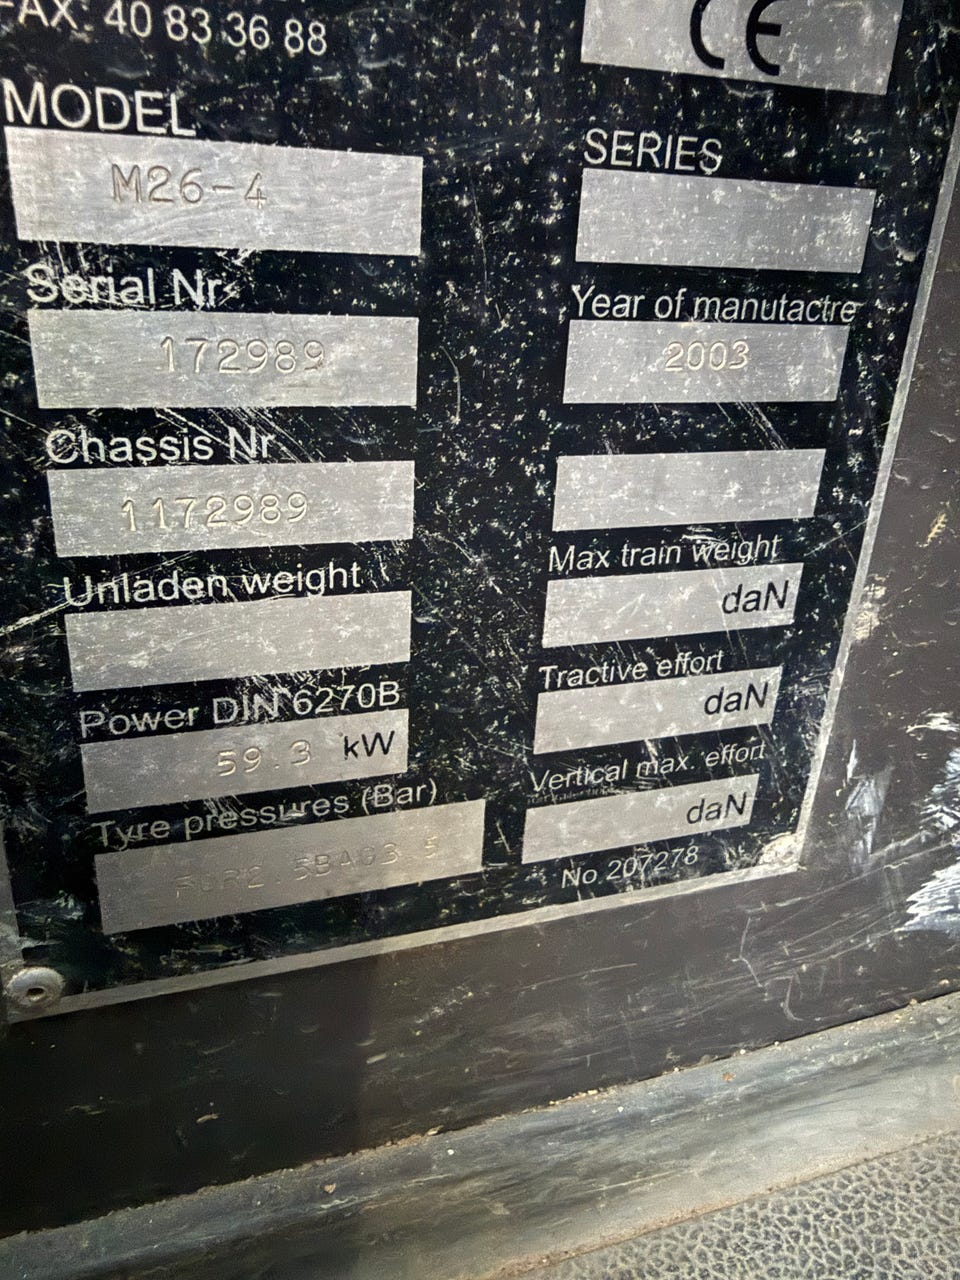 FAX: 40 83 36 88
CE
MODEL
M26-4
SERIES
Serial Nr
172989
Year of manutactre
2003
Chassis Nr
1172989
Unladen weight
Max train weight
daN
Power DIN 6270B
59.3 kW
Tractive effort
daN
Tyre pressures (Bar)
Vertical max. effort
daN
No 207278